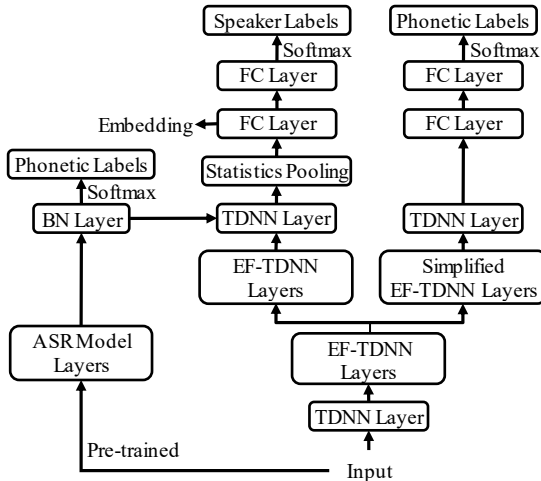 Speaker Labels
Phonetic Labels
Softmax
Softmax
FC Layer
FC Layer
Embedding
FC Layer
FC Layer
Phonetic Labels
Statistics Pooling
Softmax
BN Layer
TDNN Layer
TDNN Layer
EF-TDNN
Layers
Simplified
EF-TDNN Layers
ASR Model
Layers
EF-TDNN
Layers
TDNN Layer
Pre-trained
Input